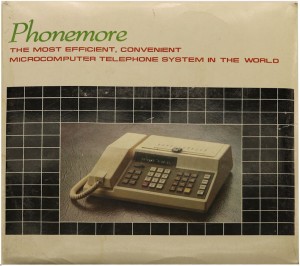 Phonemore
THE MOST EFFICIENT, CONVENIENT
MICROCOMPUTER TELEPHONE SYSTEM IN THE WORLD